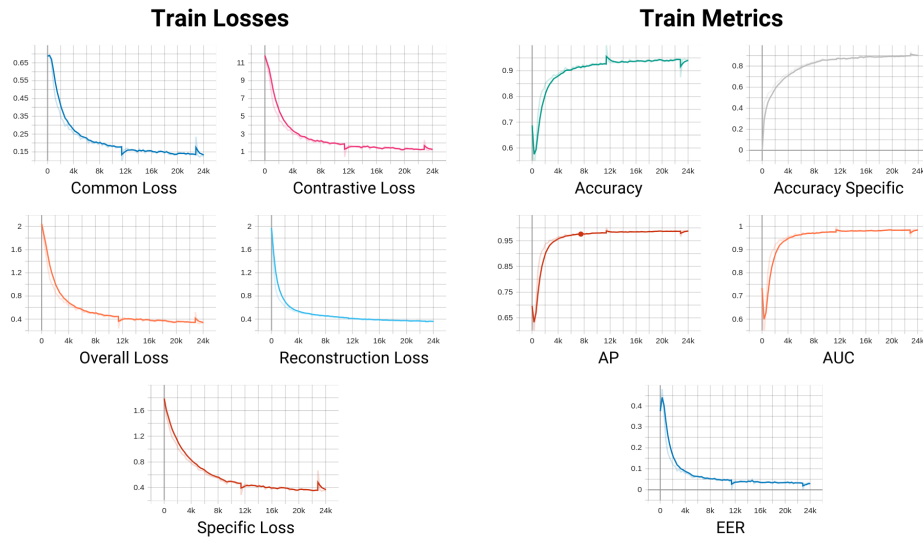 Train Losses
Train Metrics
0.65
0.55
0.45
0.35
0.25
0.15
0 4k 8k 12k 16k 20k 24k
Common Loss
11
9
7
5
3
1
0 4k 8k 12k 16k 20k 24k
Contrastive Loss
0.9
0.8
0.7
0.6
0 4k 8k 12k 16k 20k 24k
Accuracy
0.8
0.6
0.4
0.2
0
0 4k 8k 12k 16k 20k 24k
Accuracy Specific
2
1.6
1.2
0.8
0.4
0 4k 8k 12k 16k 20k 24k
Overall Loss
2
1.6
1.2
0.8
0.4
0 4k 8k 12k 16k 20k 24k
Reconstruction Loss
0.95
0.85
0.75
0.65
0 4k 8k 12k 16k 20k 24k
AP
1
0.9
0.8
0.7
0.6
0 4k 8k 12k 16k 20k 24k
AUC
1.6
1.2
0.8
0.4
0 4k 8k 12k 16k 20k 24k
Specific Loss
0.4
0.3
0.2
0.1
0
0 4k 8k 12k 16k 20k 24k
EER